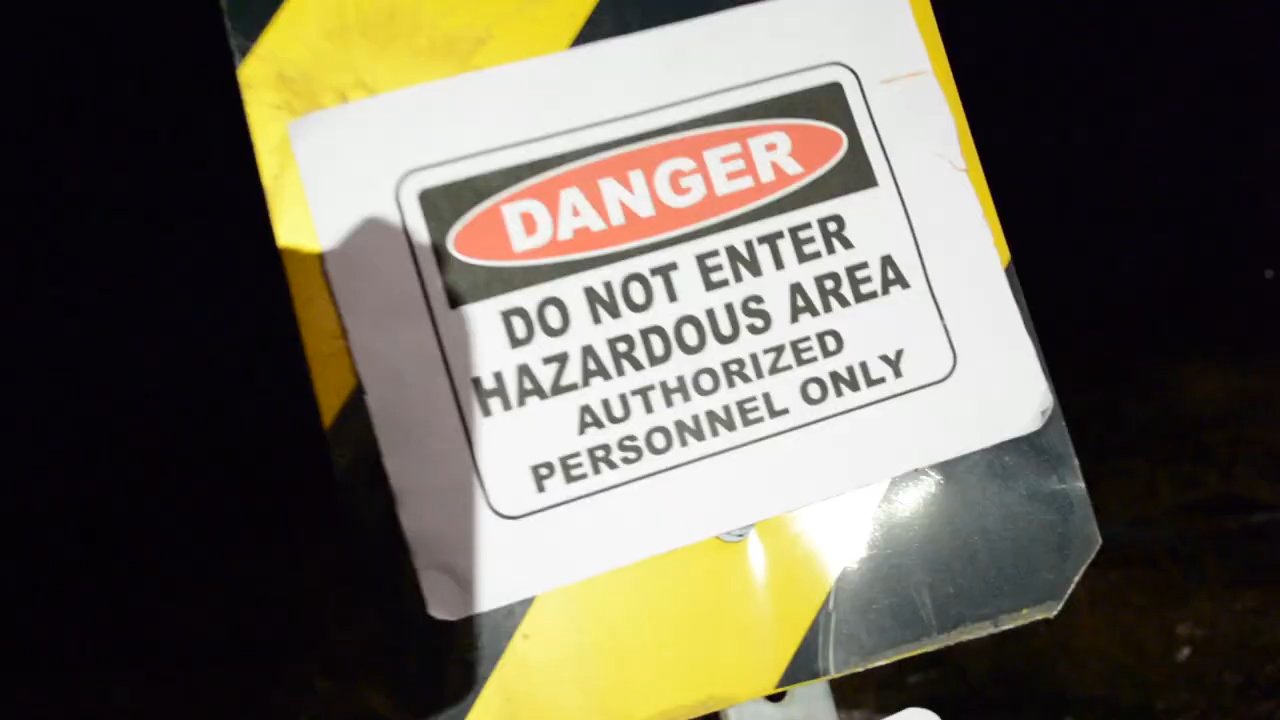 DANGER
DO NOT ENTER
HAZARDOUS AREA
AUTHORIZED
PERSONNEL ONLY